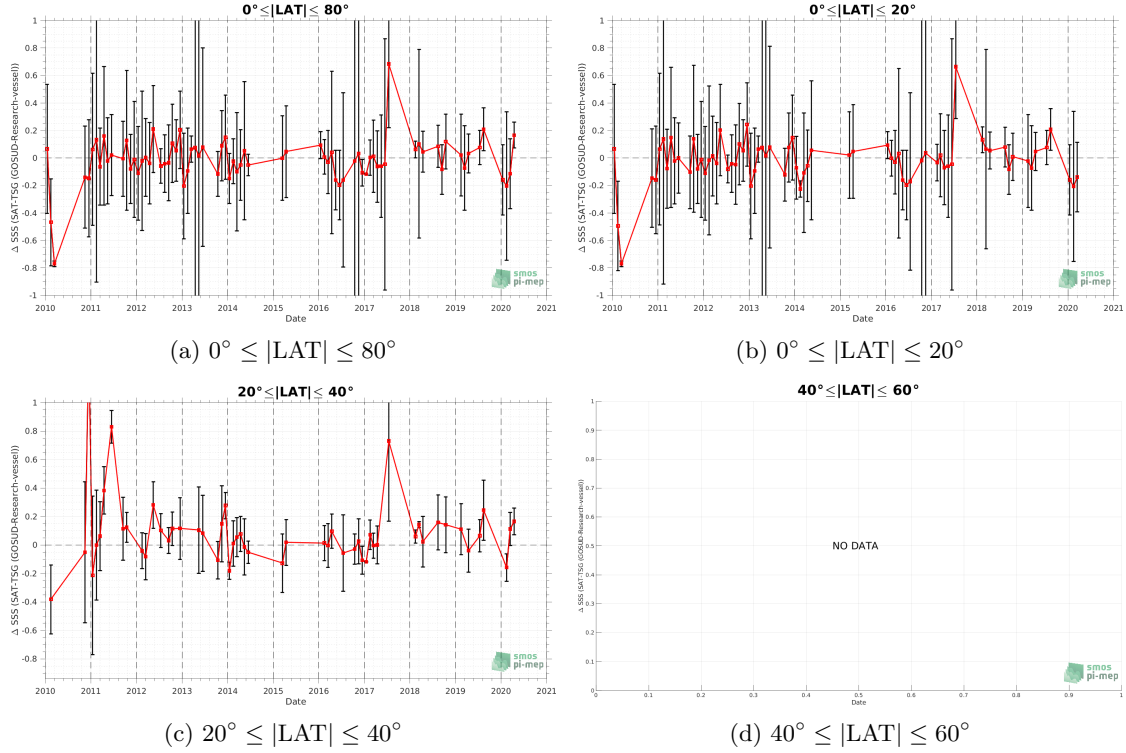 0°≤|LAT|≤ 80°
Δ SSS (SAT-TSG (GOSUD-Research-vessel))
1
0.8
0.6
0.4
0.2
0
-0.2
-0.4
-0.6
-0.8
-1
2010 2011 2012 2013 2014 2015 2016 2017 2018 2019 2020 2021
Date
smos
pi-mep
(a) 0° ≤ |LAT| ≤ 80°
0°≤|LAT|≤ 20°
Δ SSS (SAT-TSG (GOSUD-Research-vessel))
1
0.8
0.6
0.4
0.2
0
-0.2
-0.4
-0.6
-0.8
-1
2010 2011 2012 2013 2014 2015 2016 2017 2018 2019 2020 2021
Date
smos
pi-mep
(b) 0° ≤ |LAT| ≤ 20°
20°≤|LAT|≤ 40°
Δ SSS (SAT-TSG (GOSUD-Research-vessel))
1
0.8
0.6
0.4
0.2
0
-0.2
-0.4
-0.6
-0.8
2010 2011 2012 2013 2014 2015 2016 2017 2018 2019 2020 2021
Date
smos
pi-mep
(c) 20° ≤ |LAT| ≤ 40°
40°≤|LAT|≤ 60°
Δ SSS (SAT-TSG (GOSUD-Research-vessel))
1
0.9
0.8
0.7
0.6
0.5
0.4
0.3
0.2
0.1
0
NO DATA
0 0.1 0.2 0.3 0.4 0.5 0.6 0.7 0.8 0.9 1
Date
smos
pi-mep
(d) 40° ≤ |LAT| ≤ 60°